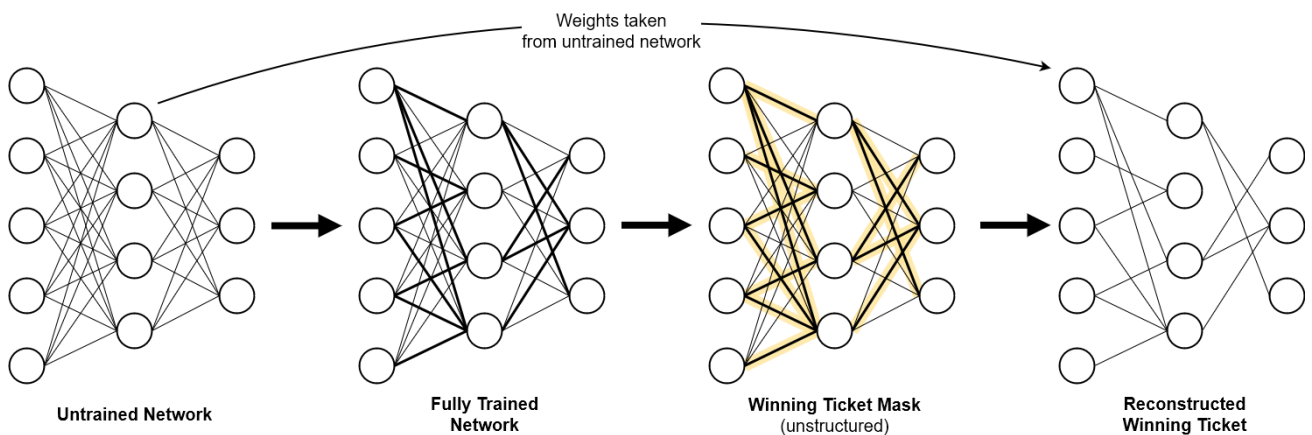 Weights taken
from untrained network
Untrained Network
Fully Trained
Network
Winning Ticket Mask
(unstructured)
Reconstructed
Winning Ticket